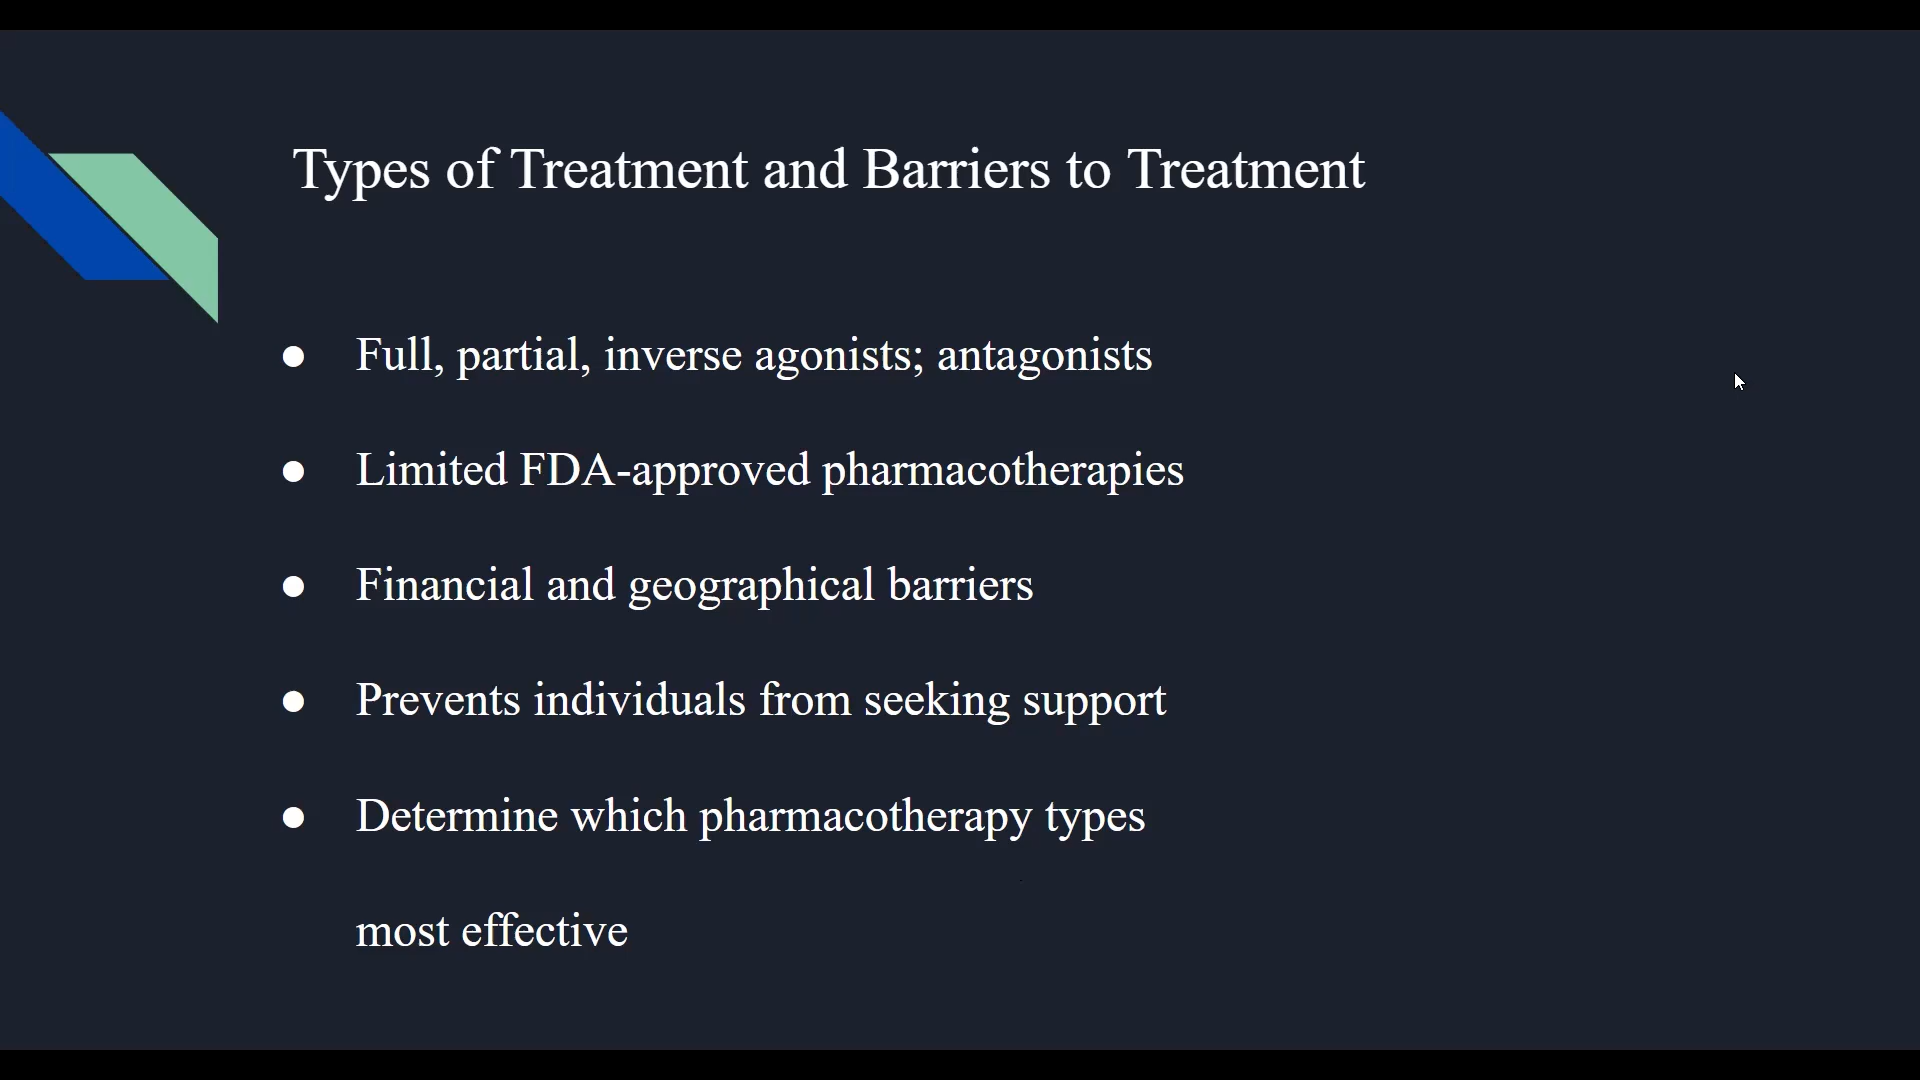 Types of Treatment and Barriers to Treatment
● Full, partial, inverse agonists; antagonists
● Limited FDA-approved pharmacotherapies
● Financial and geographical barriers
● Prevents individuals from seeking support
● Determine which pharmacotherapy types
most effective